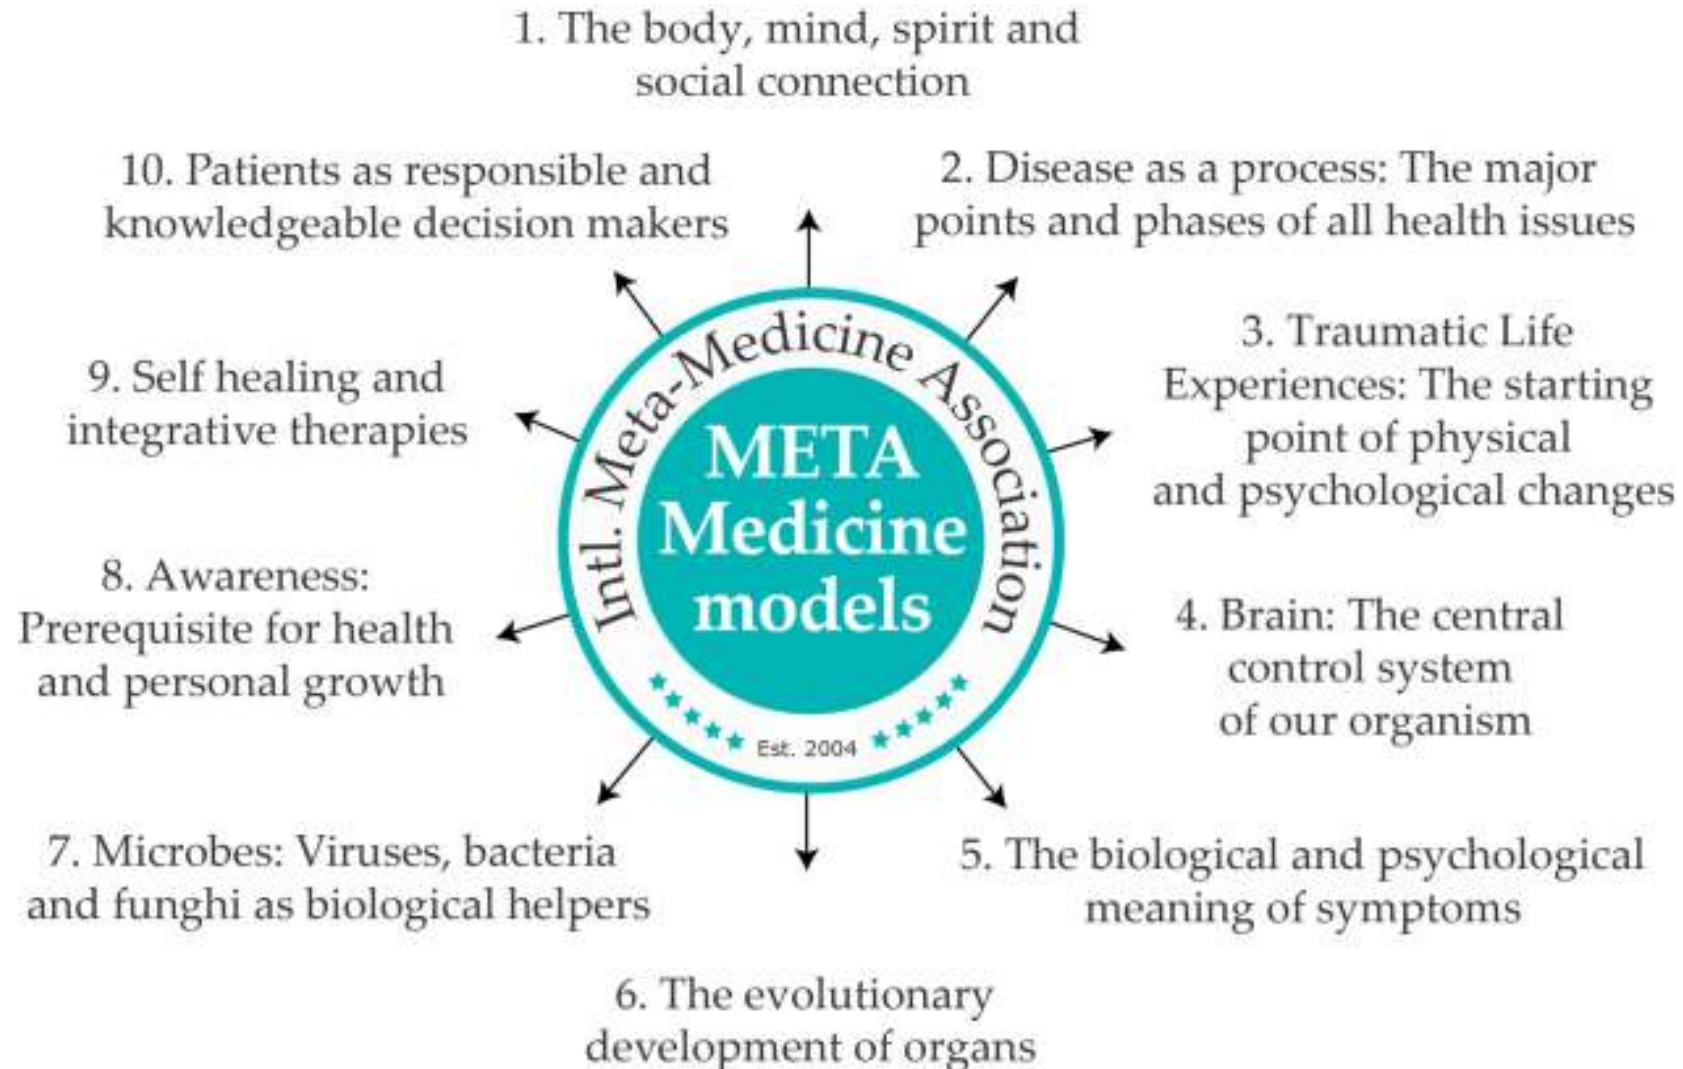 1. The body, mind, spirit and
social connection
2. Disease as a process: The major
points and phases of all health issues
3. Traumatic Life
Experiences: The starting
point of physical
and psychological changes
4. Brain: The central
control system
of our organism
5. The biological and psychological
meaning of symptoms
6. The evolutionary
development of organs
7. Microbes: Viruses, bacteria
and funghi as biological helpers
8. Awareness:
Prerequisite for health
and personal growth
9. Self healing and
integrative therapies
10. Patients as responsible and
knowledgeable decision makers
Intl. Meta-Medicine Association
META
Medicine
models
Est. 2004